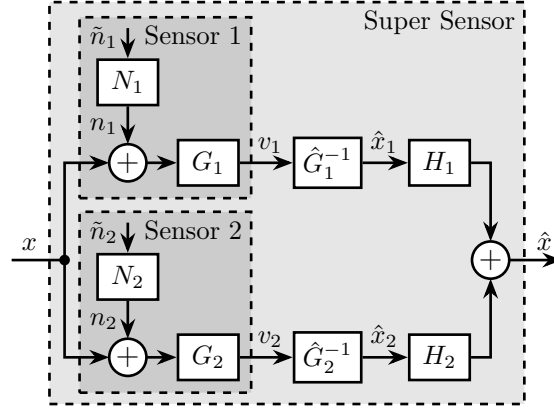 Super Sensor
ñ₁ Sensor 1
N₁
n₁
+ G₁ v₁ Ĝ₁⁻¹ x̂₁ H₁
ñ₂ Sensor 2
x N₂ + x̂
n₂
+ G₂ v₂ Ĝ₂⁻¹ x̂₂ H₂